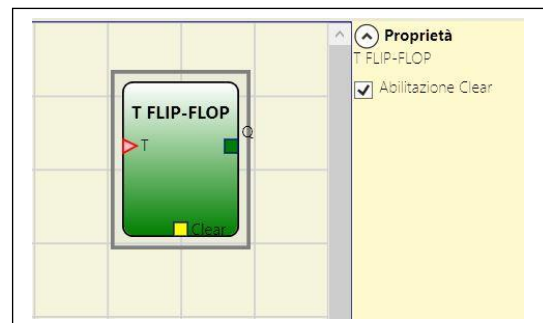 T FLIP-FLOP
T
Q
Clear
Proprietà
T FLIP-FLOP
Abilitazione Clear